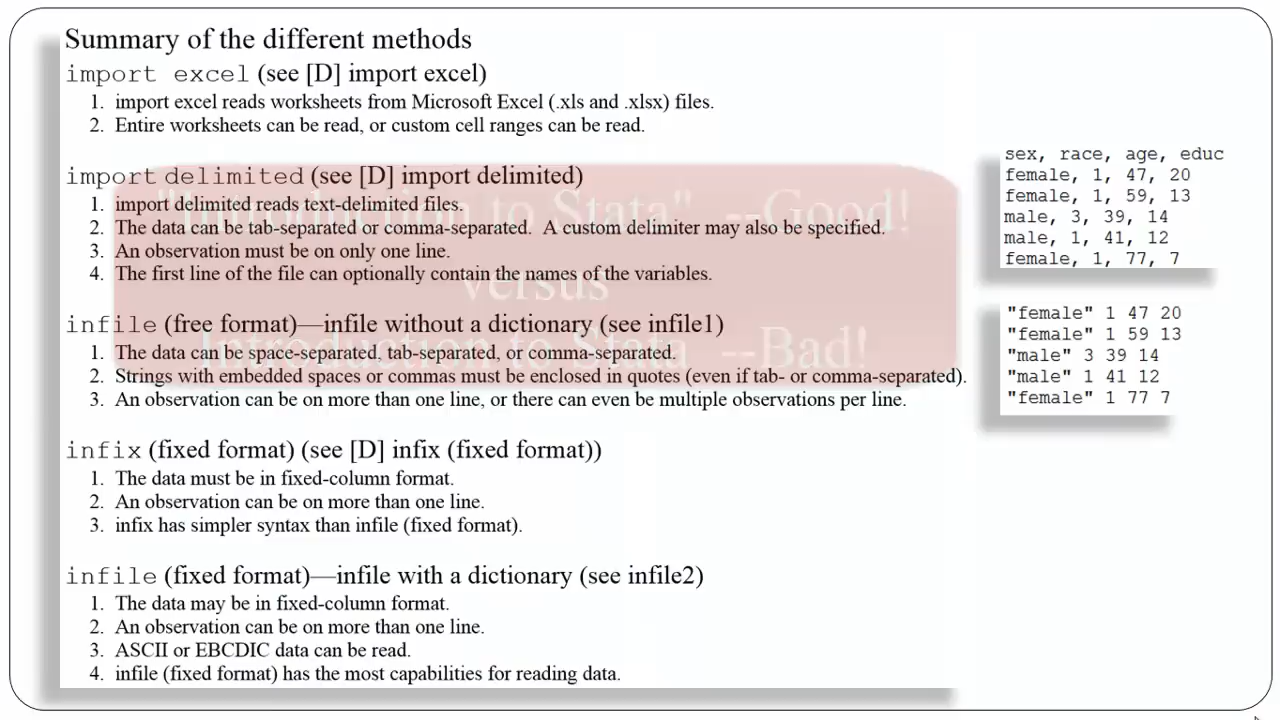 Summary of the different methods
import excel (see [D] import excel)
1. import excel reads worksheets from Microsoft Excel (.xls and .xlsx) files.
2. Entire worksheets can be read, or custom cell ranges can be read.
import delimited (see [D] import delimited)
1. import delimited reads text-delimited files.
2. The data can be tab-separated or comma-separated. A custom delimiter may also be specified.
3. An observation must be on only one line.
4. The first line of the file can optionally contain the names of the variables.
"Introduction to Stata" --Good!
versus
Introduction to Stata --Bad!
infile (free format)—infile without a dictionary (see infile1)
1. The data can be space-separated, tab-separated, or comma-separated.
2. Strings with embedded spaces or commas must be enclosed in quotes (even if tab- or comma-separated).
3. An observation can be on more than one line, or there can even be multiple observations per line.
infix (fixed format) (see [D] infix (fixed format))
1. The data must be in fixed-column format.
2. An observation can be on more than one line.
3. infix has simpler syntax than infile (fixed format).
infile (fixed format)—infile with a dictionary (see infile2)
1. The data may be in fixed-column format.
2. An observation can be on more than one line.
3. ASCII or EBCDIC data can be read.
4. infile (fixed format) has the most capabilities for reading data.
sex, race, age, educ
female, 1, 47, 20
female, 1, 59, 13
male, 3, 39, 14
male, 1, 41, 12
female, 1, 77, 7
"female" 1 47 20
"female" 1 59 13
"male" 3 39 14
"male" 1 41 12
"female" 1 77 7